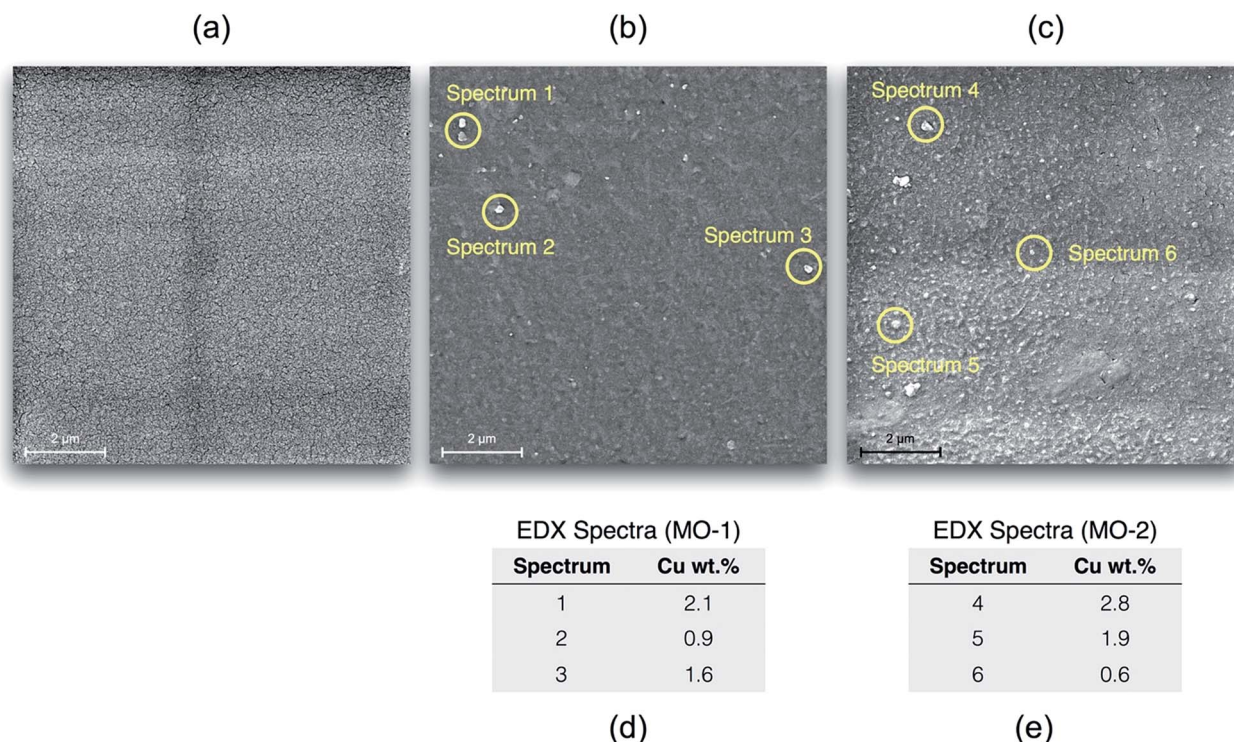 (a)
(b)
(c)
Spectrum 1
Spectrum 2
Spectrum 3
2 µm
2 µm
Spectrum 4
Spectrum 6
Spectrum 5
2 µm
EDX Spectra (MO-1)
Spectrum Cu wt.%
1 2.1
2 0.9
3 1.6
(d)
EDX Spectra (MO-2)
Spectrum Cu wt.%
4 2.8
5 1.9
6 0.6
(e)